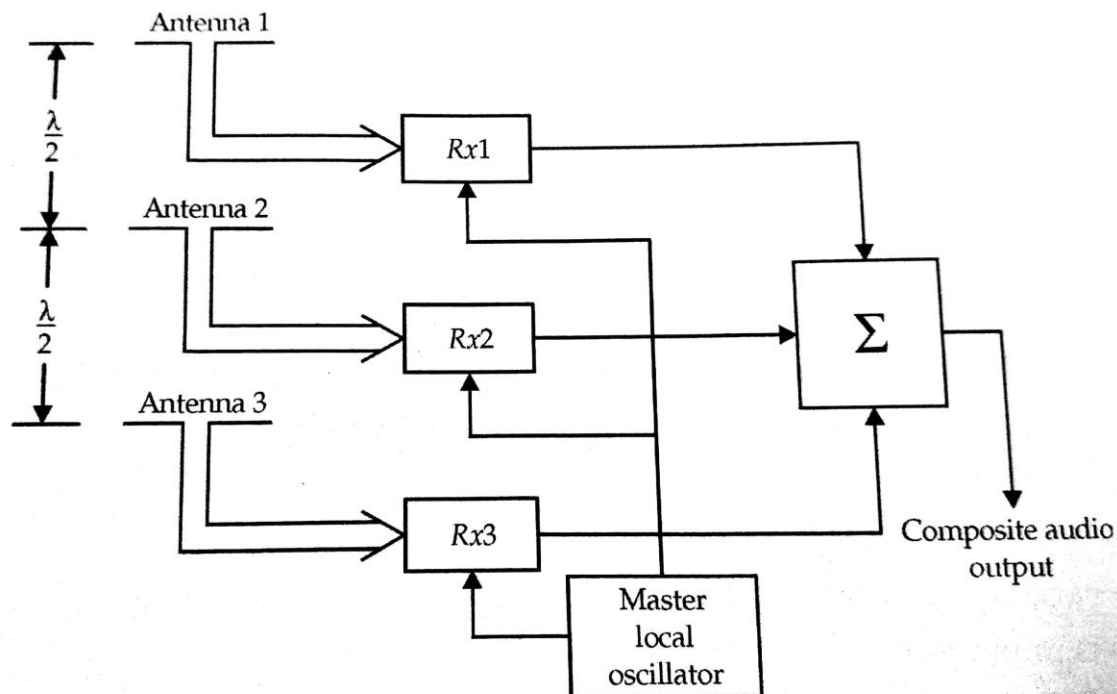 Antenna 1
λ/2
Rx1
Antenna 2
λ/2
Rx2
Σ
Antenna 3
Rx3
Composite audio
output
Master
local
oscillator